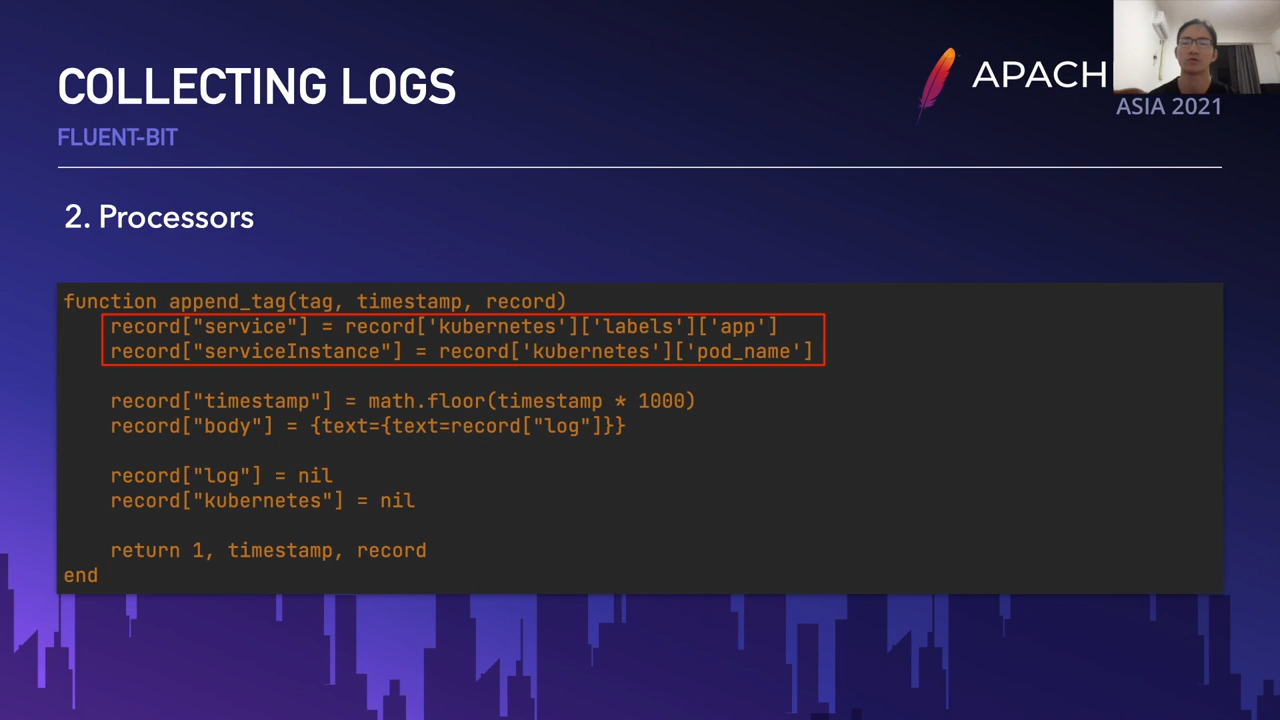 COLLECTING LOGS
FLUENT-BIT
APACH
ASIA 2021
2. Processors
function append_tag(tag, timestamp, record)
    record["service"] = record['kubernetes']['labels']['app']
    record["serviceInstance"] = record['kubernetes']['pod_name']
    record["timestamp"] = math.floor(timestamp * 1000)
    record["body"] = {text={text=record["log"]}}
    record["log"] = nil
    record["kubernetes"] = nil
    return 1, timestamp, record
end